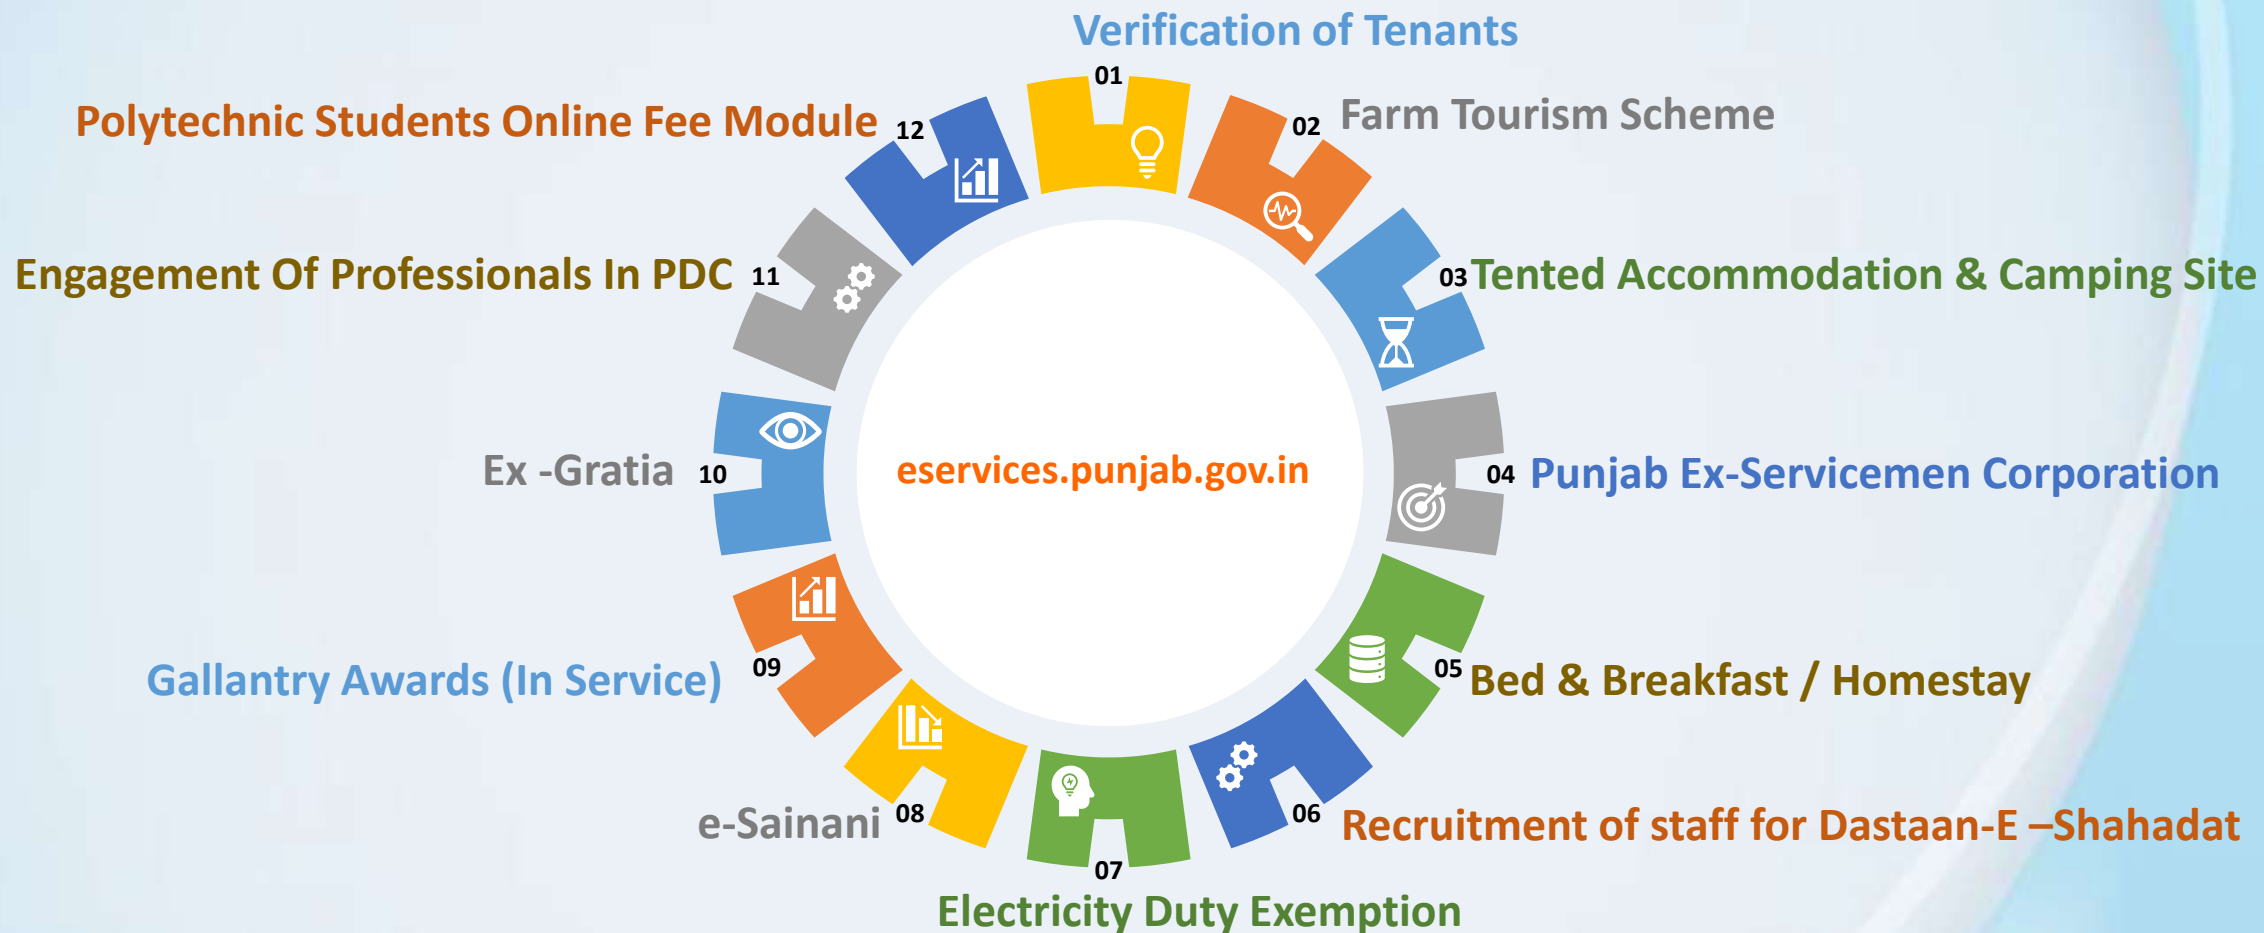 01 Verification of Tenants
02 Farm Tourism Scheme
03 Tented Accommodation & Camping Site
04 Punjab Ex-Servicemen Corporation
05 Bed & Breakfast / Homestay
06 Recruitment of staff for Dastaan-E –Shahadat
07 Electricity Duty Exemption
08 e-Sainani
09 Gallantry Awards (In Service)
10 Ex -Gratia
11 Engagement Of Professionals In PDC
12 Polytechnic Students Online Fee Module
eservices.punjab.gov.in